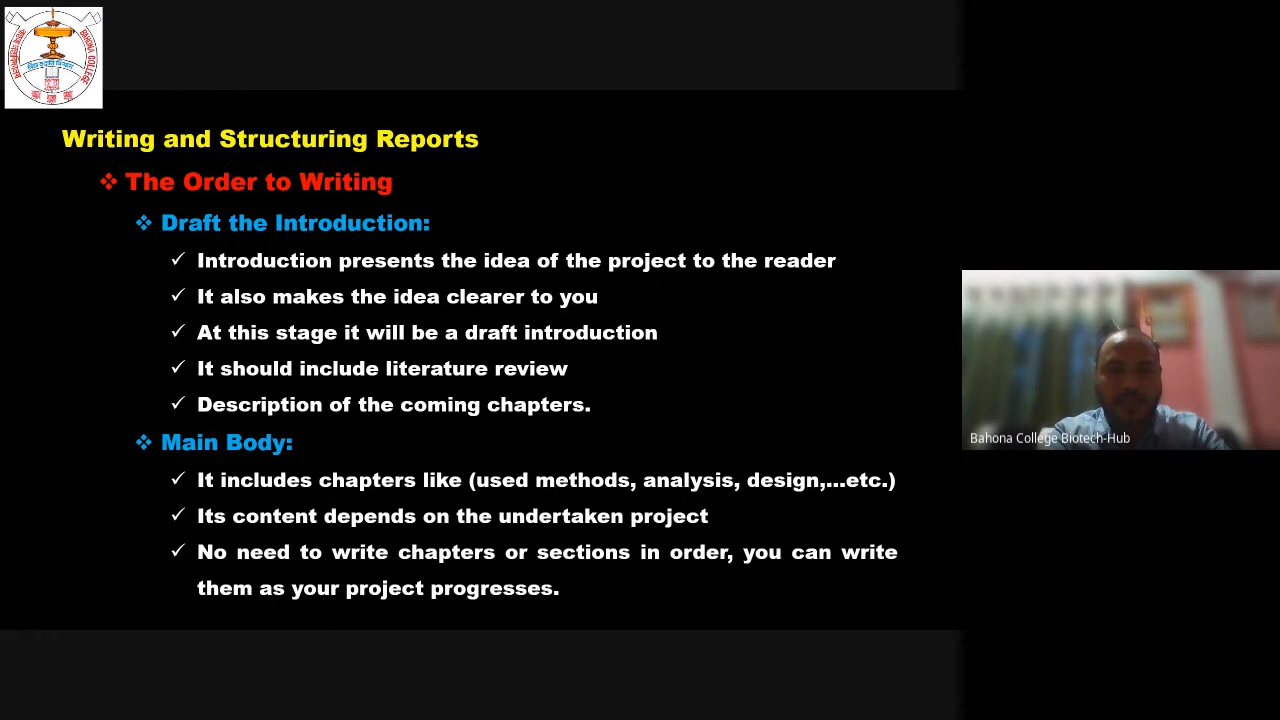 BAHONA COLLEGE
Writing and Structuring Reports
❖ The Order to Writing
❖ Draft the Introduction:
✓ Introduction presents the idea of the project to the reader
✓ It also makes the idea clearer to you
✓ At this stage it will be a draft introduction
✓ It should include literature review
✓ Description of the coming chapters.
❖ Main Body:
✓ It includes chapters like (used methods, analysis, design,...etc.)
✓ Its content depends on the undertaken project
✓ No need to write chapters or sections in order, you can write
them as your project progresses.
Bahona College Biotech-Hub